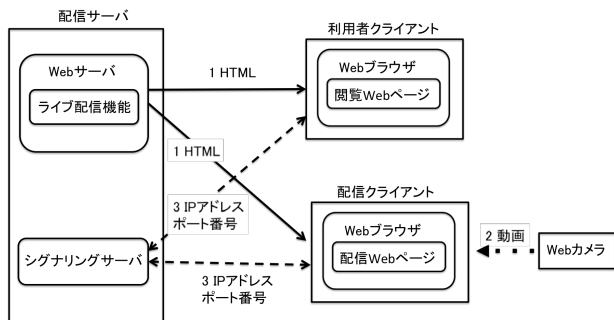 配信サーバ
Webサーバ
ライブ配信機能
シグナリングサーバ
1 HTML
1 HTML
3 IPアドレス
ポート番号
3 IPアドレス
ポート番号
利用者クライアント
Webブラウザ
閲覧Webページ
配信クライアント
Webブラウザ
配信Webページ
2 動画
Webカメラ